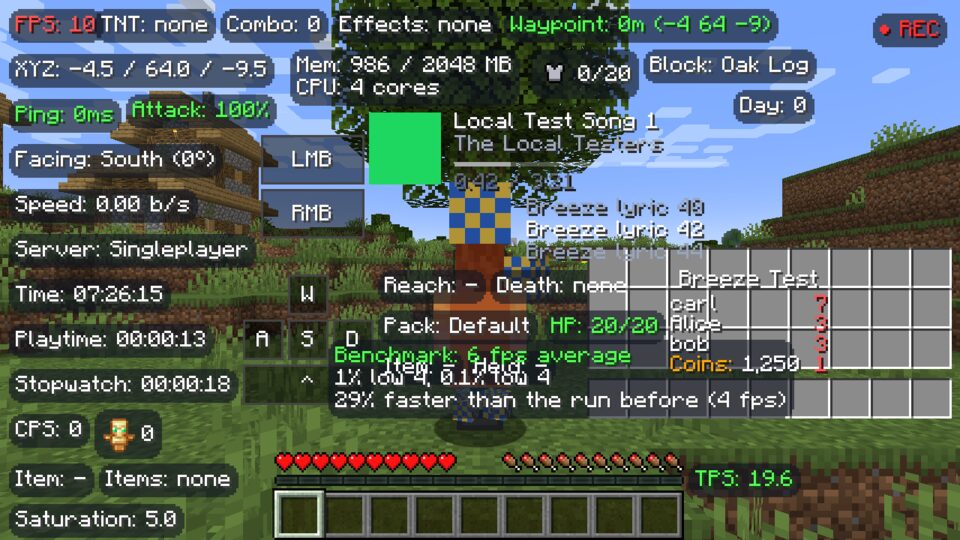 FPS: 10
TNT: none
Combo: 0
Effects: none
Waypoint: 0m (-4 64 -9)
REC
XYZ: -4.5 / 64.0 / -9.5
Mem: 986 / 2048 MB
CPU: 4 cores
0/20
Block: Oak Log
Day: 0
Ping: 0ms
Attack: 100%
Local Test Song 1
The Local Testers
0:42 / 3:21
Facing: South (0°)
LMB
RMB
Speed: 0.00 b/s
Breeze lyric 40
Breeze lyric 42
Breeze lyric 44
Server: Singleplayer
Reach: -
Death: none
Breeze Test
carl 7
Alice 3
bob 3
Coins: 1,250 1
Time: 07:26:15
W
A
S
D
^
Pack: Default
HP: 20/20
Playtime: 00:00:13
Benchmark: 6 fps average
1% low 4, 0.1% low 4
29% faster than the run before (4 fps)
Stopwatch: 00:00:18
CPS: 0
0
Item: -
Items: none
TPS: 19.6
Saturation: 5.0